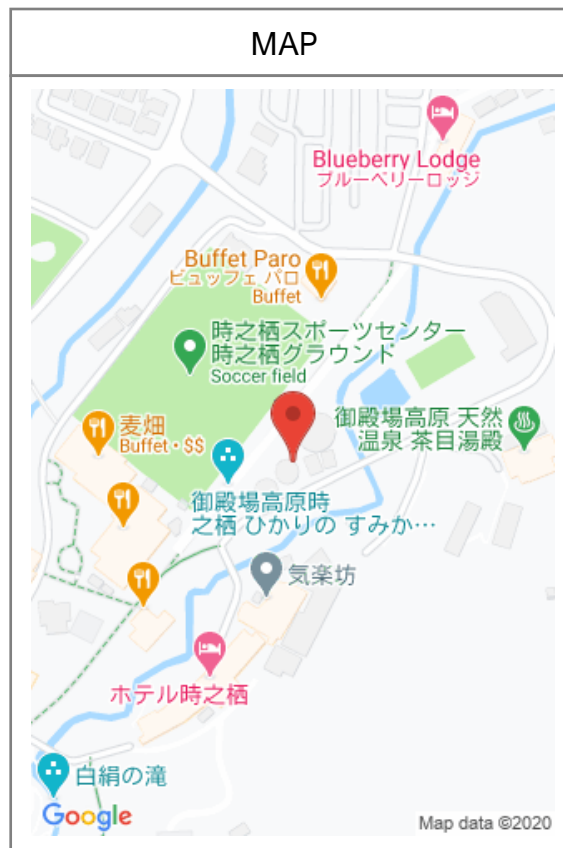 MAP
Blueberry Lodge
ブルーベリーロッジ
Buffet Paro
ビュッフェ パロ
Buffet
時之栖スポーツセンター
時之栖グラウンド
Soccer field
麦畑
Buffet・$$
御殿場高原 天然
温泉 茶目湯殿
御殿場高原時
之栖 ひかりの すみか…
気楽坊
ホテル時之栖
白絹の滝
Google
Map data ©2020